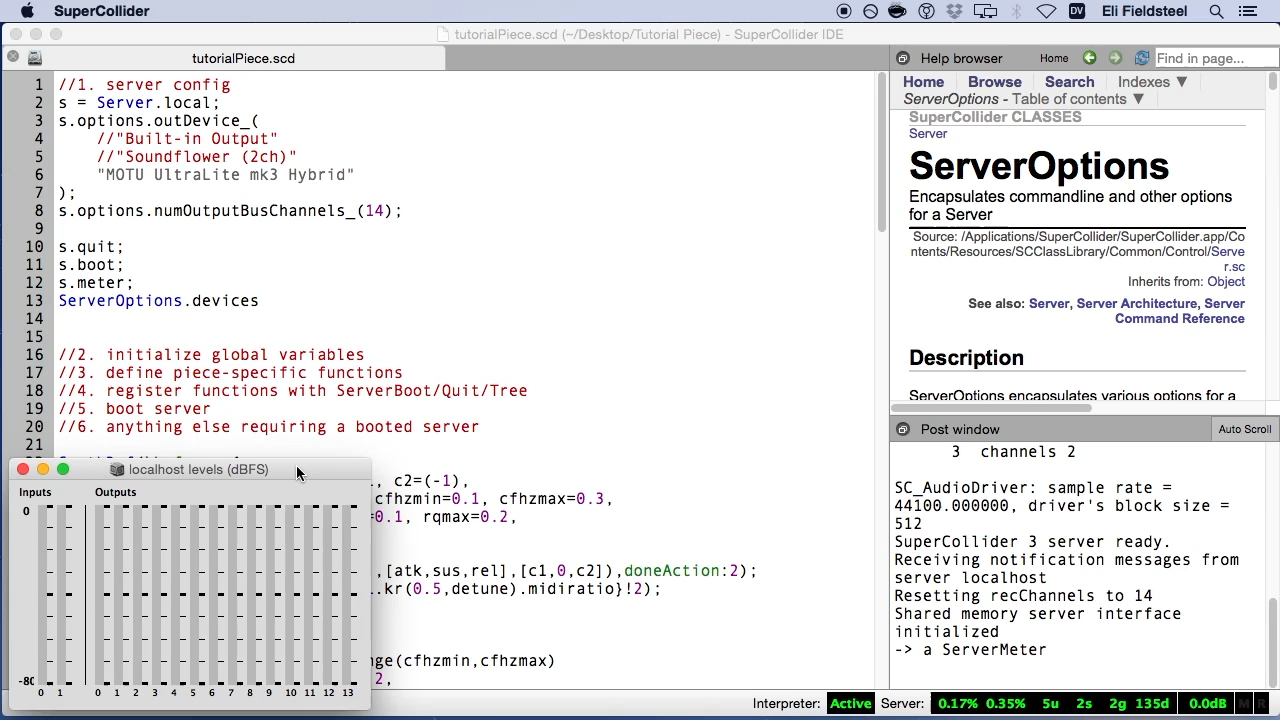 SuperCollider
Eli Fieldsteel
DV
tutorialPiece.scd (~/Desktop/Tutorial Piece) - SuperCollider IDE
tutorialPiece.scd
1 //1. server config
2 s = Server.local;
3 s.options.outDevice_(
4 //"Built-in Output"
5 //"Soundflower (2ch)"
6 "MOTU UltraLite mk3 Hybrid"
7 );
8 s.options.numOutputBusChannels_(14);
9
10 s.quit;
11 s.boot;
12 s.meter;
13 ServerOptions.devices
14
15
16 //2. initialize global variables
17 //3. define piece-specific functions
18 //4. register functions with ServerBoot/Quit/Tree
19 //5. boot server
20 //6. anything else requiring a booted server
21
, c2=(-1),
cfhzmin=0.1, cfhzmax=0.3,
0.1, rqmax=0.2,
,[atk,sus,rel],[c1,0,c2]),doneAction:2);
.kr(0.5,detune).midiratio}!2);
nge(cfhzmin,cfhzmax)
2,
localhost levels (dBFS)
Inputs Outputs
0
-80
0 1 0 1 2 3 4 5 6 7 8 9 10 11 12 13
Help browser Home Find in page...
Home Browse Search Indexes ▼
ServerOptions - Table of contents ▼
SuperCollider CLASSES
Server
ServerOptions
Encapsulates commandline and other options
for a Server
Source: /Applications/SuperCollider/SuperCollider.app/Co
ntents/Resources/SCClassLibrary/Common/Control/Serve
r.sc
Inherits from: Object
See also: Server, Server Architecture, Server
Command Reference
Description
ServerOptions encapsulates various options for a
Post window Auto Scroll
3 channels 2
SC_AudioDriver: sample rate =
44100.000000, driver's block size =
512
SuperCollider 3 server ready.
Receiving notification messages from
server localhost
Resetting recChannels to 14
Shared memory server interface
initialized
-> a ServerMeter
Interpreter: Active Server: 0.17% 0.35% 5u 2s 2g 135d 0.0dB M R